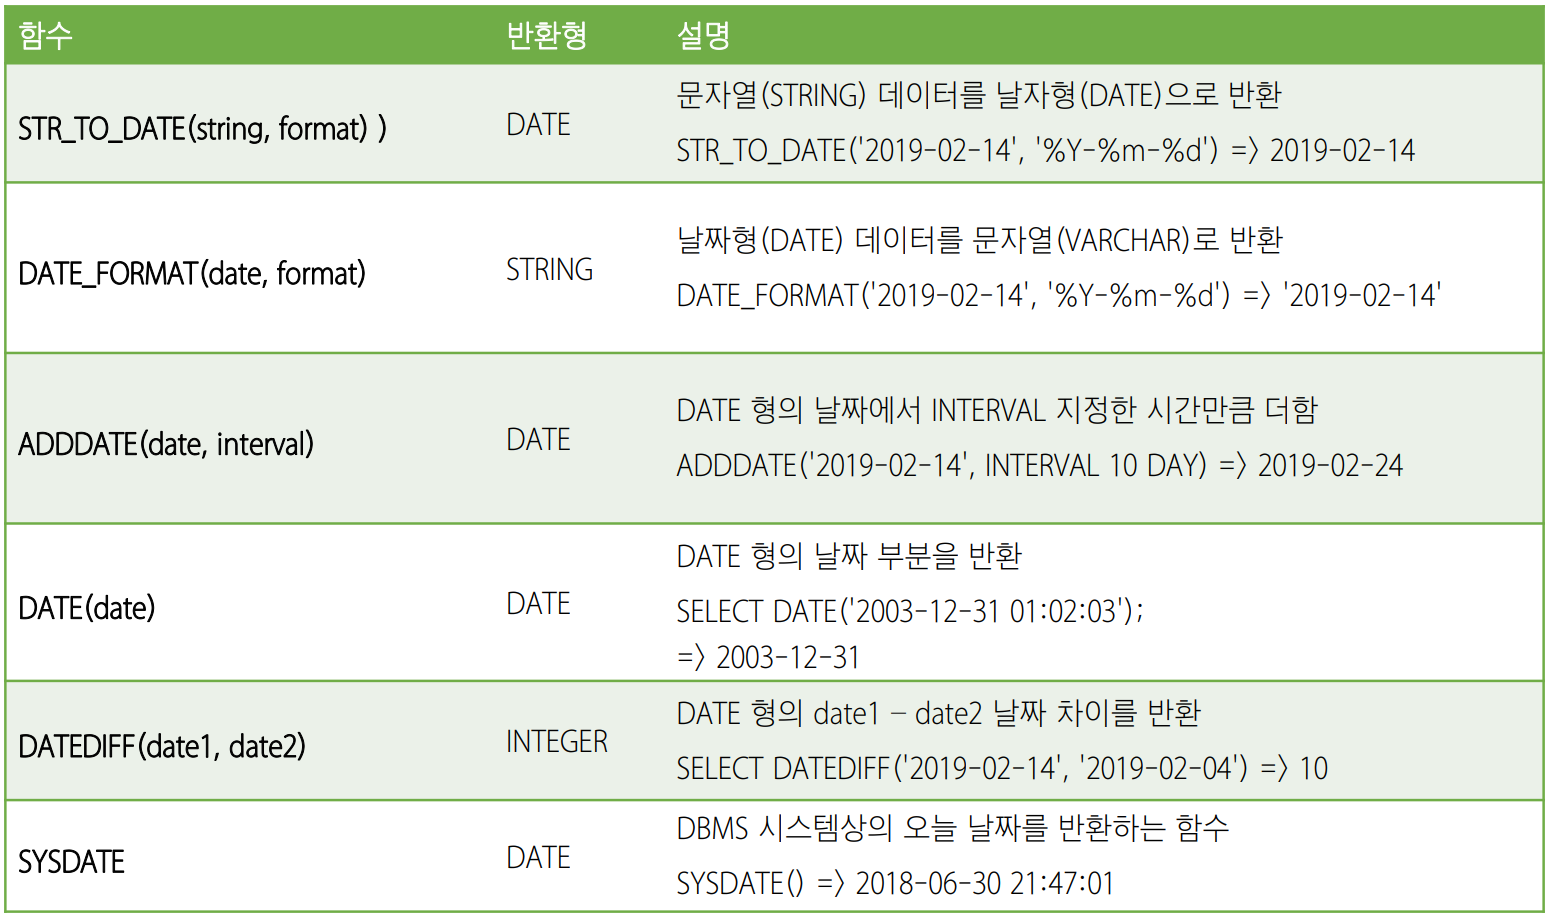 함수 반환형 설명
STR_TO_DATE(string, format) ) DATE 문자열(STRING) 데이터를 날자형(DATE)으로 반환
STR_TO_DATE('2019-02-14', '%Y-%m-%d') => 2019-02-14
DATE_FORMAT(date, format) STRING 날짜형(DATE) 데이터를 문자열(VARCHAR)로 반환
DATE_FORMAT('2019-02-14', '%Y-%m-%d') => '2019-02-14'
ADDDATE(date, interval) DATE DATE 형의 날짜에서 INTERVAL 지정한 시간만큼 더함
ADDDATE('2019-02-14', INTERVAL 10 DAY) => 2019-02-24
DATE(date) DATE DATE 형의 날짜 부분을 반환
SELECT DATE('2003-12-31 01:02:03');
=> 2003-12-31
DATEDIFF(date1, date2) INTEGER DATE 형의 date1 – date2 날짜 차이를 반환
SELECT DATEDIFF('2019-02-14', '2019-02-04') => 10
SYSDATE DATE DBMS 시스템상의 오늘 날짜를 반환하는 함수
SYSDATE() => 2018-06-30 21:47:01